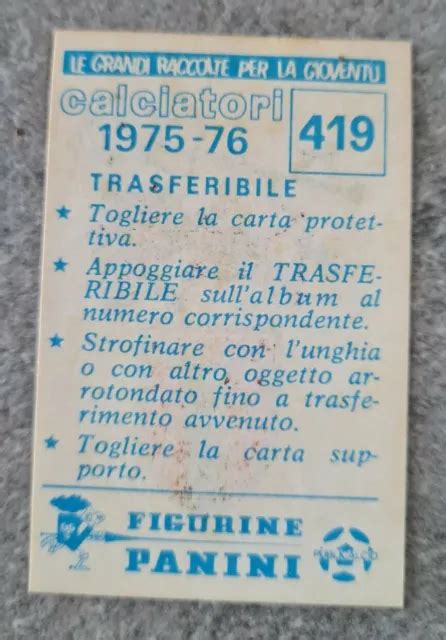 LE GRANDI RACCOLTE PER LA GIOVENTÙ
calciatori
1975-76
419
TRASFERIBILE
★ Togliere la carta protet-
tiva.
★ Appoggiare il TRASFE-
RIBILE sull'album al
numero corrispondente.
★ Strofinare con l'unghia
o con altro oggetto ar-
rotondato fino a trasfe-
rimento avvenuto.
★ Togliere la carta sup-
porto.
FIGURINE
PANINI